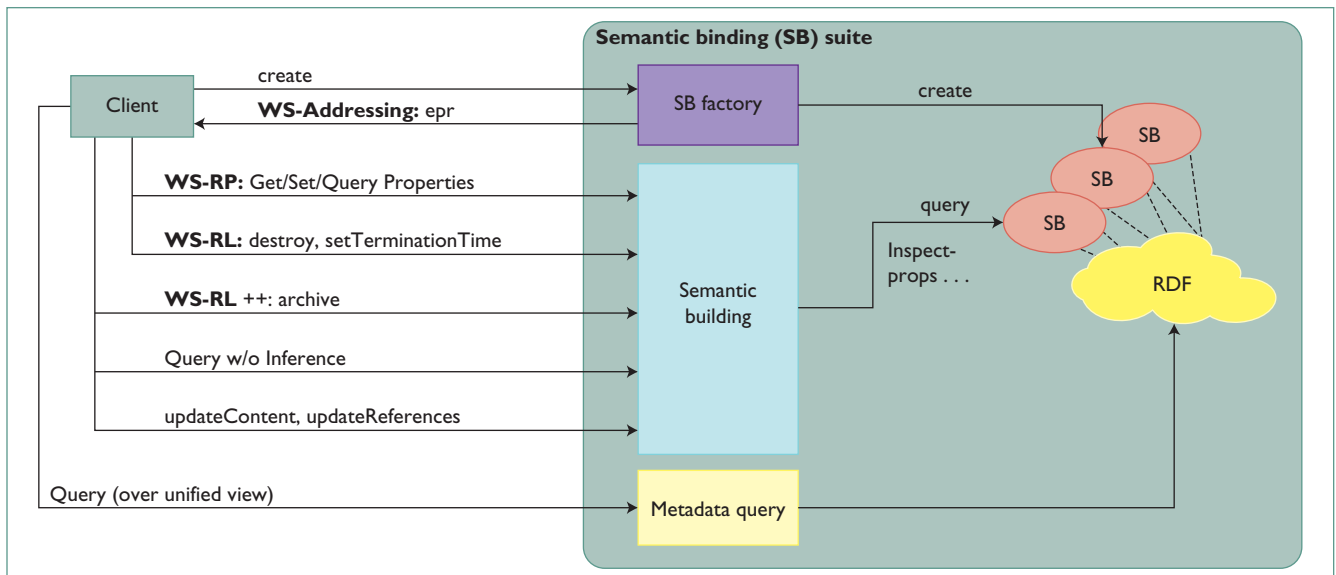 Semantic binding (SB) suite
create
Client
WS-Addressing: epr
SB factory
create
SB
SB
SB
WS-RP: Get/Set/Query Properties
WS-RL: destroy, setTerminationTime
WS-RL ++: archive
Query w/o Inference
updateContent, updateReferences
Semantic
building
query
Inspect-
props . . .
RDF
Query (over unified view)
Metadata query